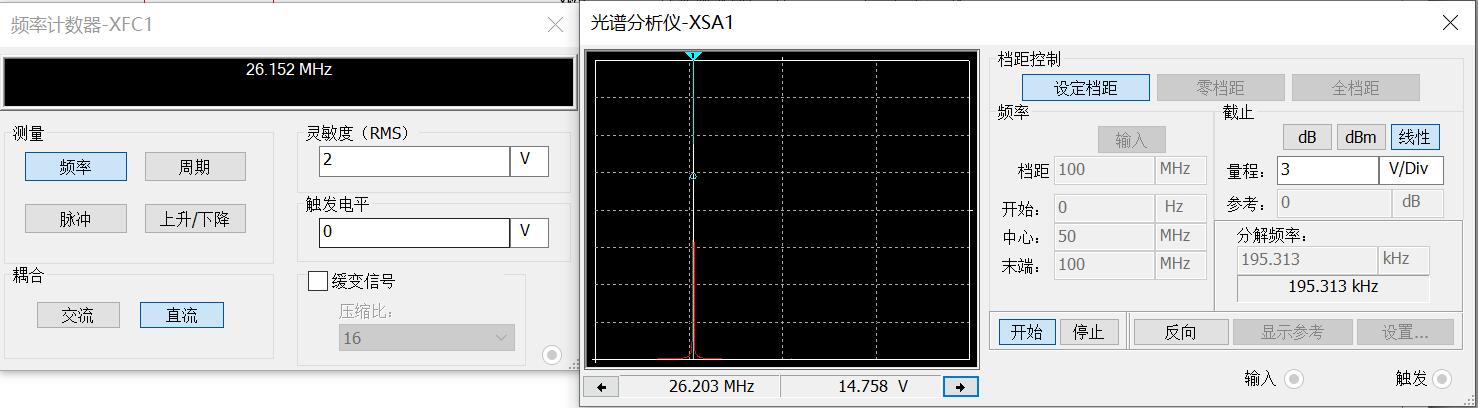 频率计数器-XFC1
26.152 MHz
测量
频率
周期
脉冲
上升/下降
耦合
交流
直流
灵敏度（RMS）
2
V
触发电平
0
V
缓变信号
压缩比：
16
光谱分析仪-XSA1
1
26.203 MHz
14.758 V
档距控制
设定档距
零档距
全档距
频率
输入
档距 100 MHz
开始： 0 Hz
中心： 50 MHz
末端： 100 MHz
截止
dB dBm 线性
量程： 3 V/Div
参考： 0 dB
分解频率：
195.313 kHz
195.313 kHz
开始 停止 反向 显示参考 设置...
输入 触发